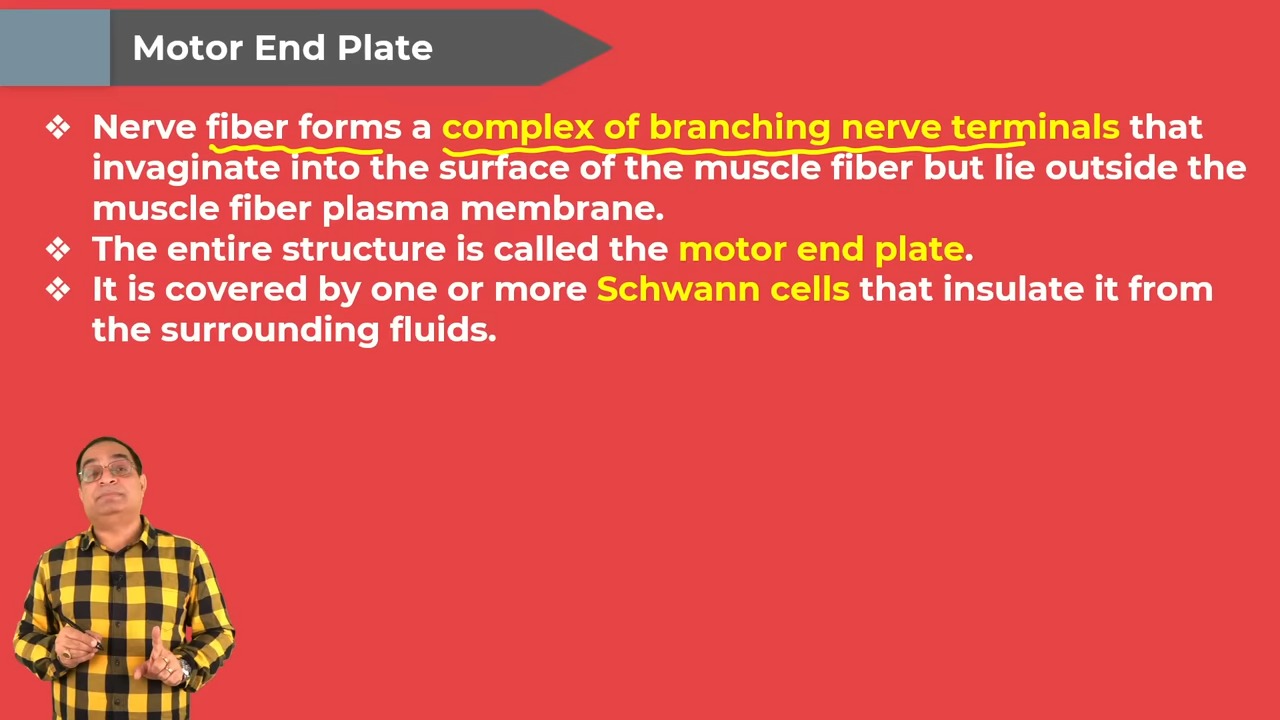 Motor End Plate
❖ Nerve fiber forms a complex of branching nerve terminals that
invaginate into the surface of the muscle fiber but lie outside the
muscle fiber plasma membrane.
❖ The entire structure is called the motor end plate.
❖ It is covered by one or more Schwann cells that insulate it from
the surrounding fluids.